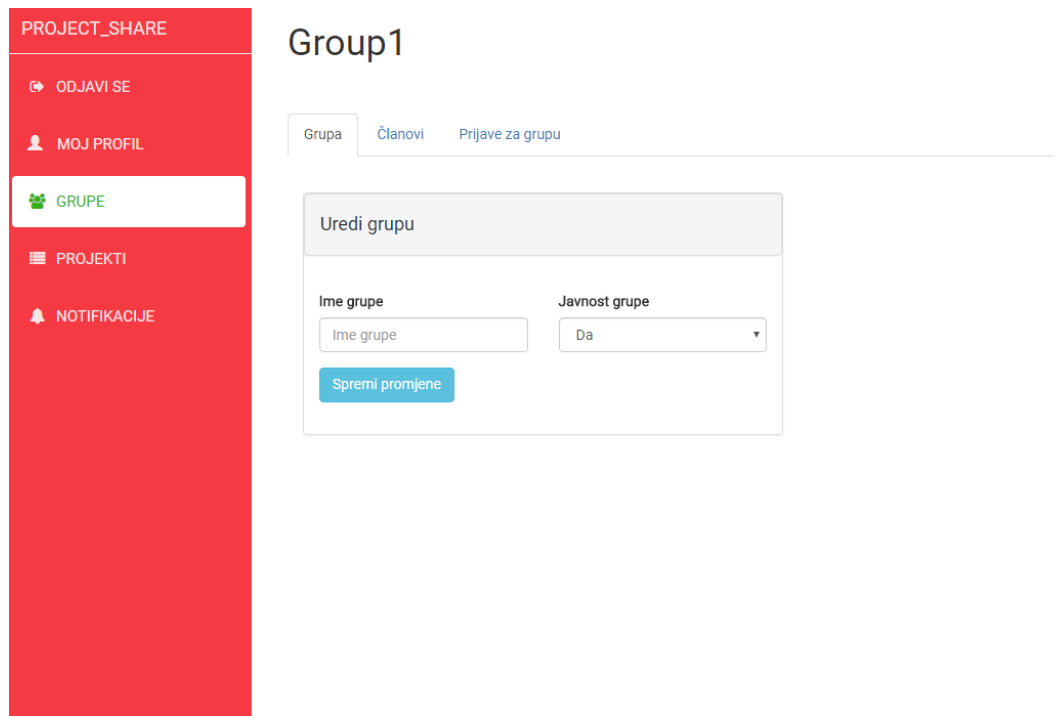 PROJECT_SHARE
ODJAVI SE
MOJ PROFIL
GRUPE
PROJEKTI
NOTIFIKACIJE
Group1
Grupa Članovi Prijave za grupu
Uredi grupu
Ime grupe Javnost grupe
Ime grupe Da
Spremi promjene